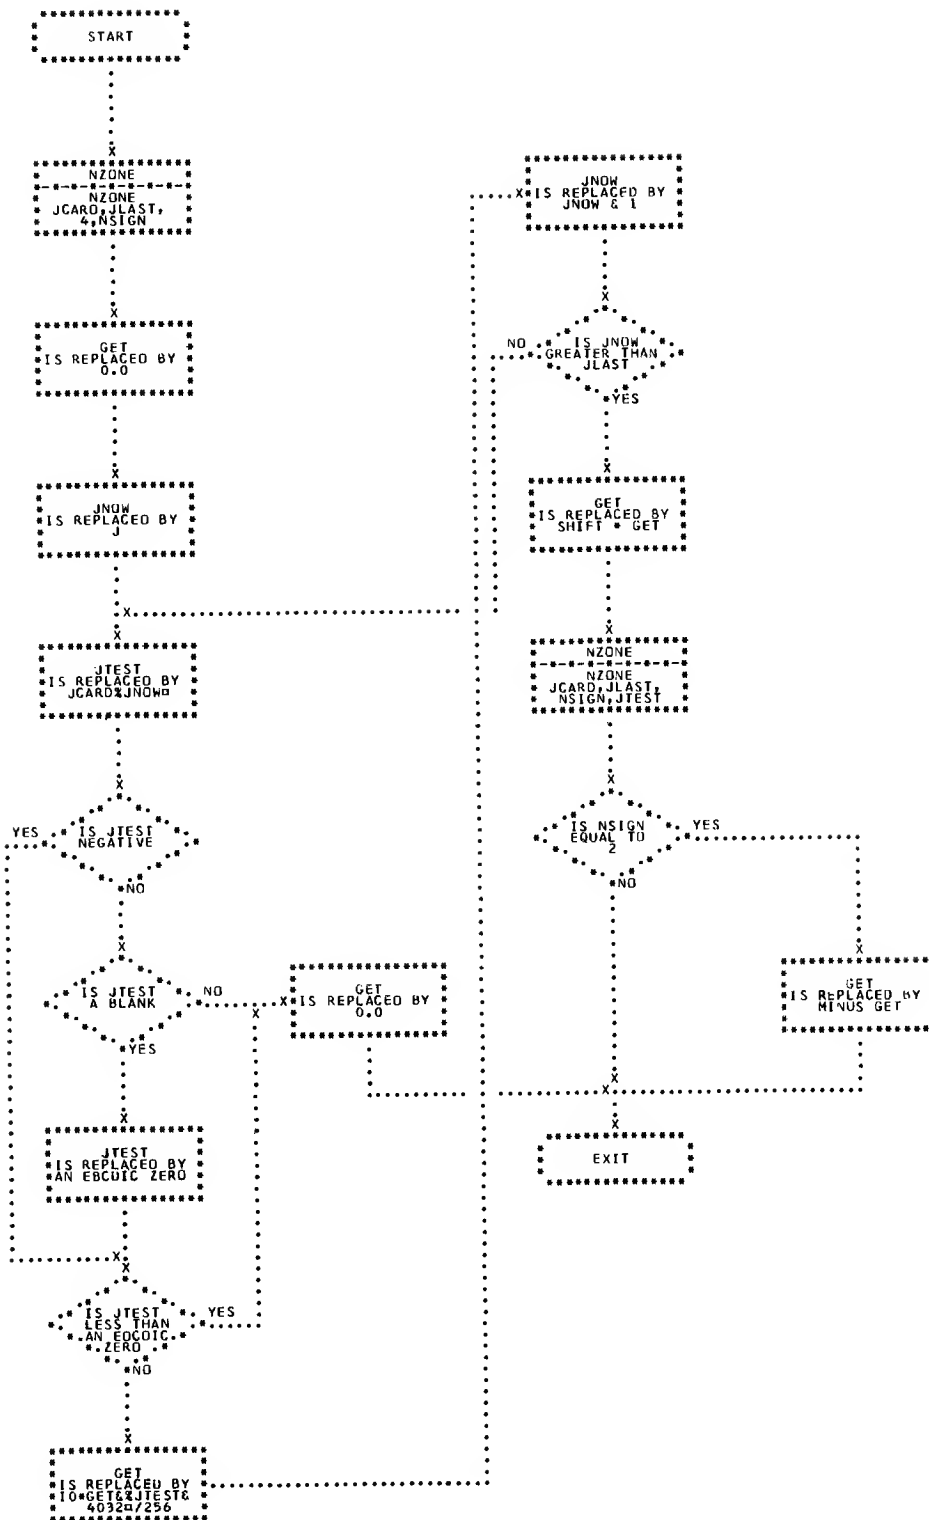 START
NZONE
NZONE
JCARD,JLAST,
4,NSIGN
GET
IS REPLACED BY
0.0
JNOW
IS REPLACED BY
J
JTEST
IS REPLACED BY
JCARD%JNOW¤
IS JTEST
NEGATIVE
YES
NO
IS JTEST
A BLANK
NO
YES
GET
IS REPLACED BY
0.0
JTEST
IS REPLACED BY
AN EBCDIC ZERO
IS JTEST
LESS THAN
AN EBCDIC
ZERO
YES
NO
GET
IS REPLACED BY
10*GET&%JTEST&
4032¤/256
JNOW
IS REPLACED BY
JNOW & 1
IS JNOW
GREATER THAN
JLAST
NO
YES
GET
IS REPLACED BY
SHIFT * GET
NZONE
NZONE
JCARD,JLAST,
NSIGN,JTEST
IS NSIGN
EQUAL TO
2
YES
NO
GET
IS REPLACED BY
MINUS GET
EXIT